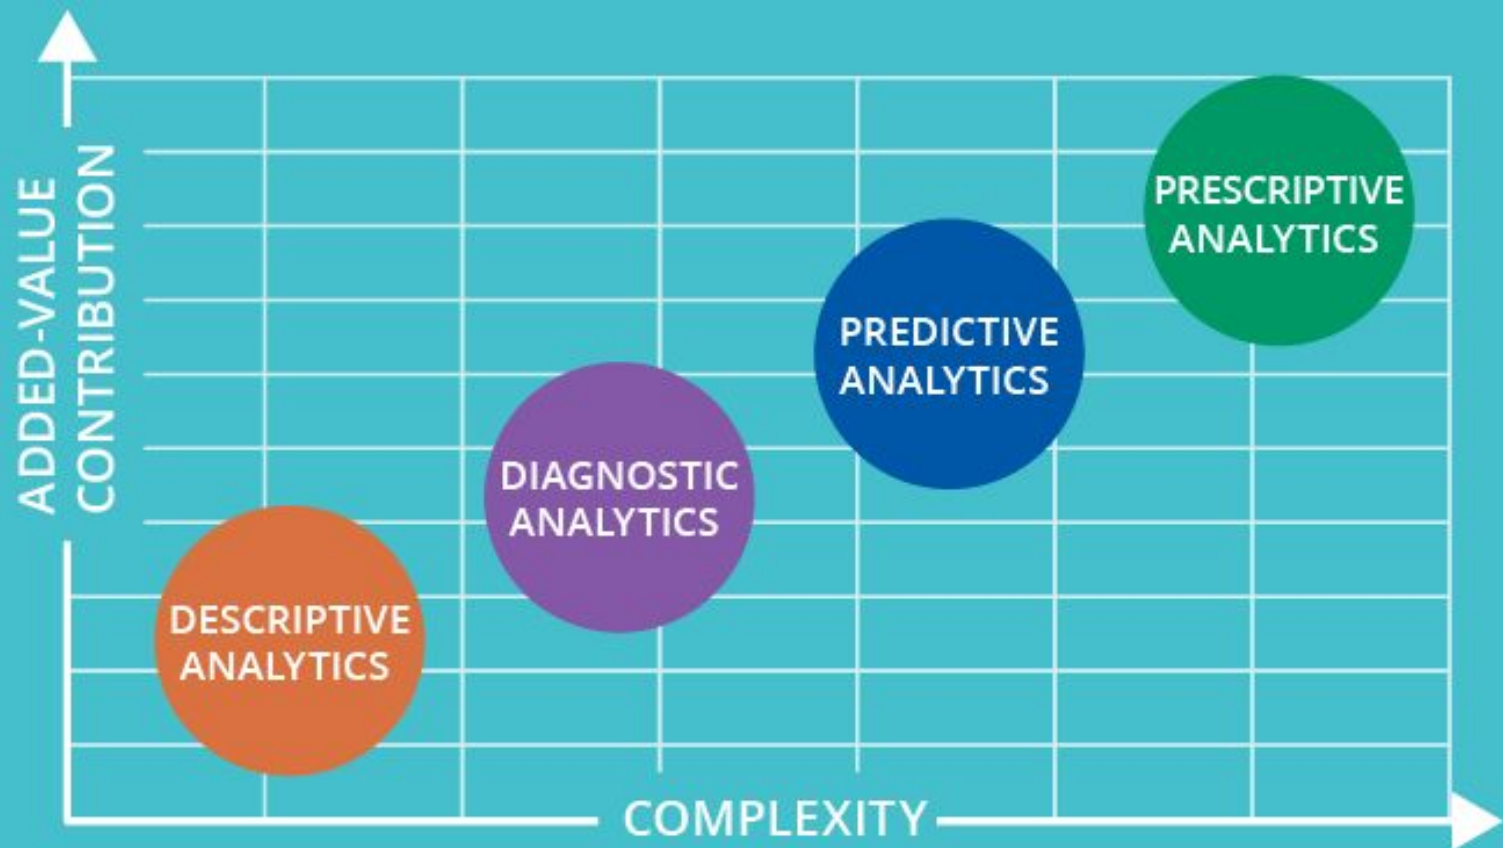 ADDED-VALUE
CONTRIBUTION
PRESCRIPTIVE
ANALYTICS
PREDICTIVE
ANALYTICS
DIAGNOSTIC
ANALYTICS
DESCRIPTIVE
ANALYTICS
COMPLEXITY